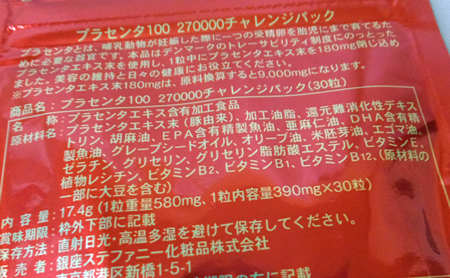 プラセンタ100 270000チャレンジパック
プラセンタとは、哺乳動物が妊娠した際に一つの受精卵を胎児にまで育てるた
めに必要な器官です。本品はデンマークのトレーサビリティ制度にのっとった
プラセンタエキス末を使用し、1粒中にプラセンタエキス末を180mg閉じ込め
ました。美容の維持と日々の健康にお役立てください。
※プラセンタエキス末180mgは、原料換算すると9,000mgになります。
商品名：プラセンタ100 270000チャレンジパック(30粒)
名 称：プラセンタエキス含有加工食品
原材料名：プラセンタエキス末(豚由来)、加工油脂、還元難消化性デキス
トリン、胡麻油、EPA含有精製魚油、亜麻仁油、DHA含有精
製魚油、グレープシードオイル、オリーブ油、米胚芽油、エゴマ油、
ゼラチン、グリセリン、グリセリン脂肪酸エステル、ビタミンE、
植物レシチン、ビタミンB2、ビタミンB1、ビタミンB12、(原材料の
一部に大豆を含む)
17.4g(1粒重量580mg、1粒内容量390mg×30粒)
賞味期限：枠外下部に記載
保存方法：直射日光・高温多湿を避けて保存してください。
販売者：銀座ステファニー化粧品株式会社
東京都港区新橋1-5-1